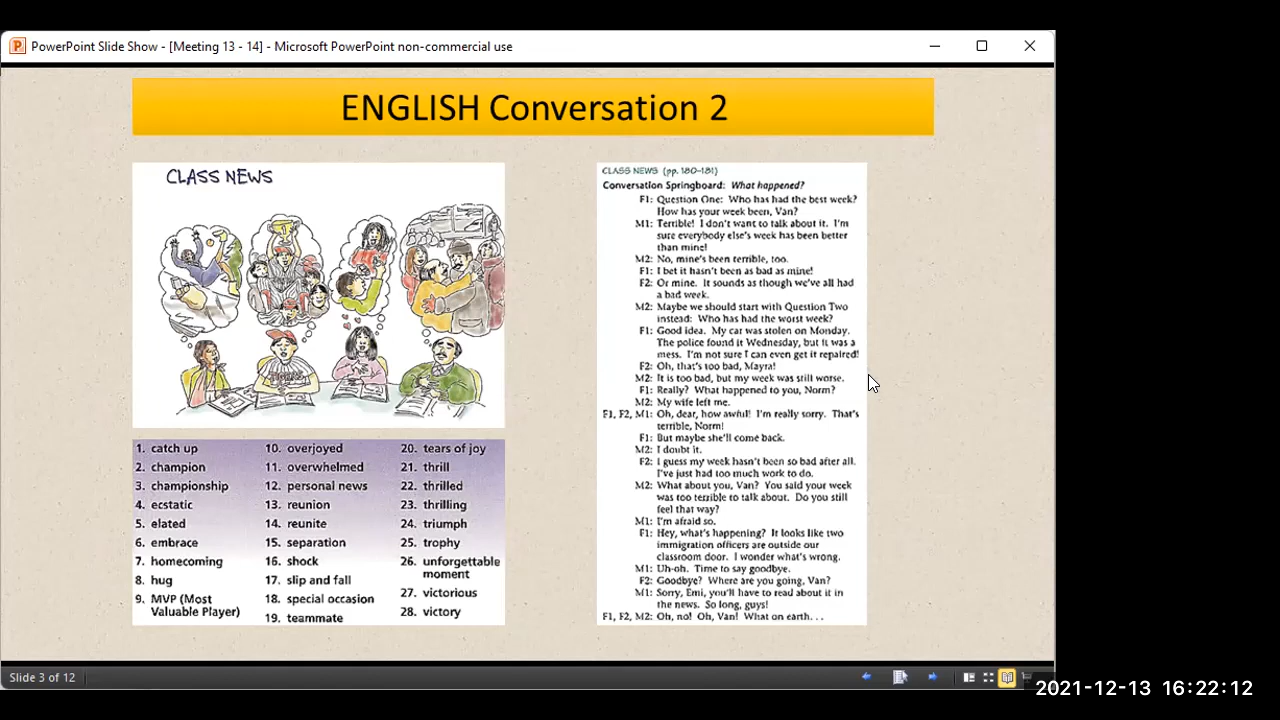 PowerPoint Slide Show - [Meeting 13 - 14] - Microsoft PowerPoint non-commercial use
ENGLISH Conversation 2
CLASS NEWS
1. catch up
2. champion
3. championship
4. ecstatic
5. elated
6. embrace
7. homecoming
8. hug
9. MVP (Most
Valuable Player)
10. overjoyed
11. overwhelmed
12. personal news
13. reunion
14. reunite
15. separation
16. shock
17. slip and fall
18. special occasion
19. teammate
20. tears of joy
21. thrill
22. thrilled
23. thrilling
24. triumph
25. trophy
26. unforgettable
moment
27. victorious
28. victory
CLASS NEWS (pp. 180-181)
Conversation Springboard: What happened?
F1: Question One: Who has had the best week?
How has your week been, Van?
M1: Terrible! I don't want to talk about it. I'm
sure everybody else's week has been better
than mine!
M2: No, mine's been terrible, too.
F1: I bet it hasn't been as bad as mine!
F2: Or mine. It sounds as though we've all had
a bad week.
M2: Maybe we should start with Question Two
instead: Who has had the worst week?
F1: Good idea. My car was stolen on Monday.
The police found it Wednesday, but it was a
mess. I'm not sure I can even get it repaired!
F2: Oh, that's too bad, Mayra!
M2: It is too bad, but my week was still worse.
F1: Really? What happened to you, Norm?
M2: My wife left me.
F1, F2, M1: Oh, dear, how awful! I'm really sorry. That's
terrible, Norm!
F1: But maybe she'll come back.
M2: I doubt it.
F2: I guess my week hasn't been so bad after all.
I've just had too much work to do.
M2: What about you, Van? You said your week
was too terrible to talk about. Do you still
feel that way?
M1: I'm afraid so.
F1: Hey, what's happening? It looks like two
immigration officers are outside our
classroom door. I wonder what's wrong.
M1: Uh-oh. Time to say goodbye.
F2: Goodbye? Where are you going, Van?
M1: Sorry, Emi, you'll have to read about it in
the news. So long, guys!
F1, F2, M2: Oh, no! Oh, Van! What on earth. . .
Slide 3 of 12
2021-12-13 16:22:12